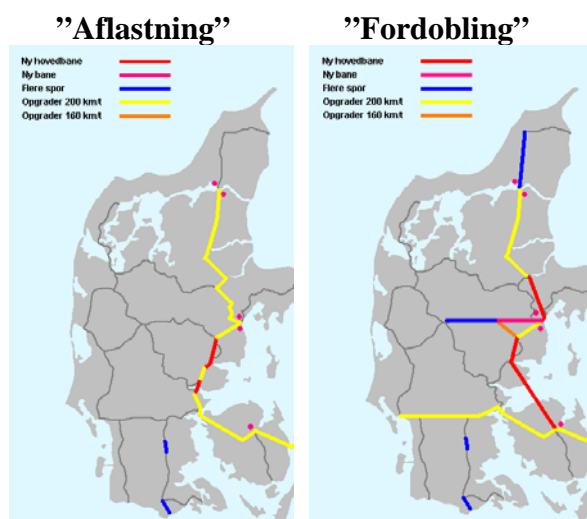 ”Aflastning”
Ny hovedbane
Ny bane
Flere spor
Opgrader 200 km/t
Opgrader 160 km/t
”Fordobling”
Ny hovedbane
Ny bane
Flere spor
Opgrader 200 km/t
Opgrader 160 km/t